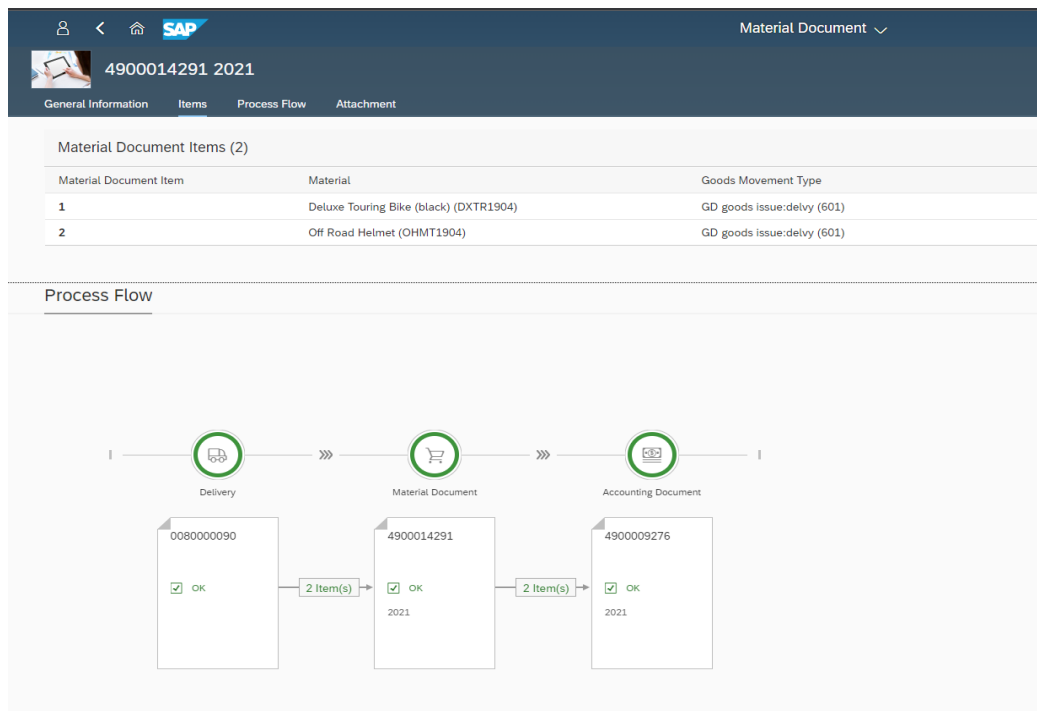 SAP Material Document
4900014291 2021
General Information Items Process Flow Attachment
Material Document Items (2)
Material Document Item Material Goods Movement Type
1 Deluxe Touring Bike (black) (DXTR1904) GD goods issue:delvy (601)
2 Off Road Helmet (OHMT1904) GD goods issue:delvy (601)
Process Flow
Delivery Material Document Accounting Document
0080000090 4900014291 4900009276
OK 2 Item(s) OK 2 Item(s) OK
2021 2021